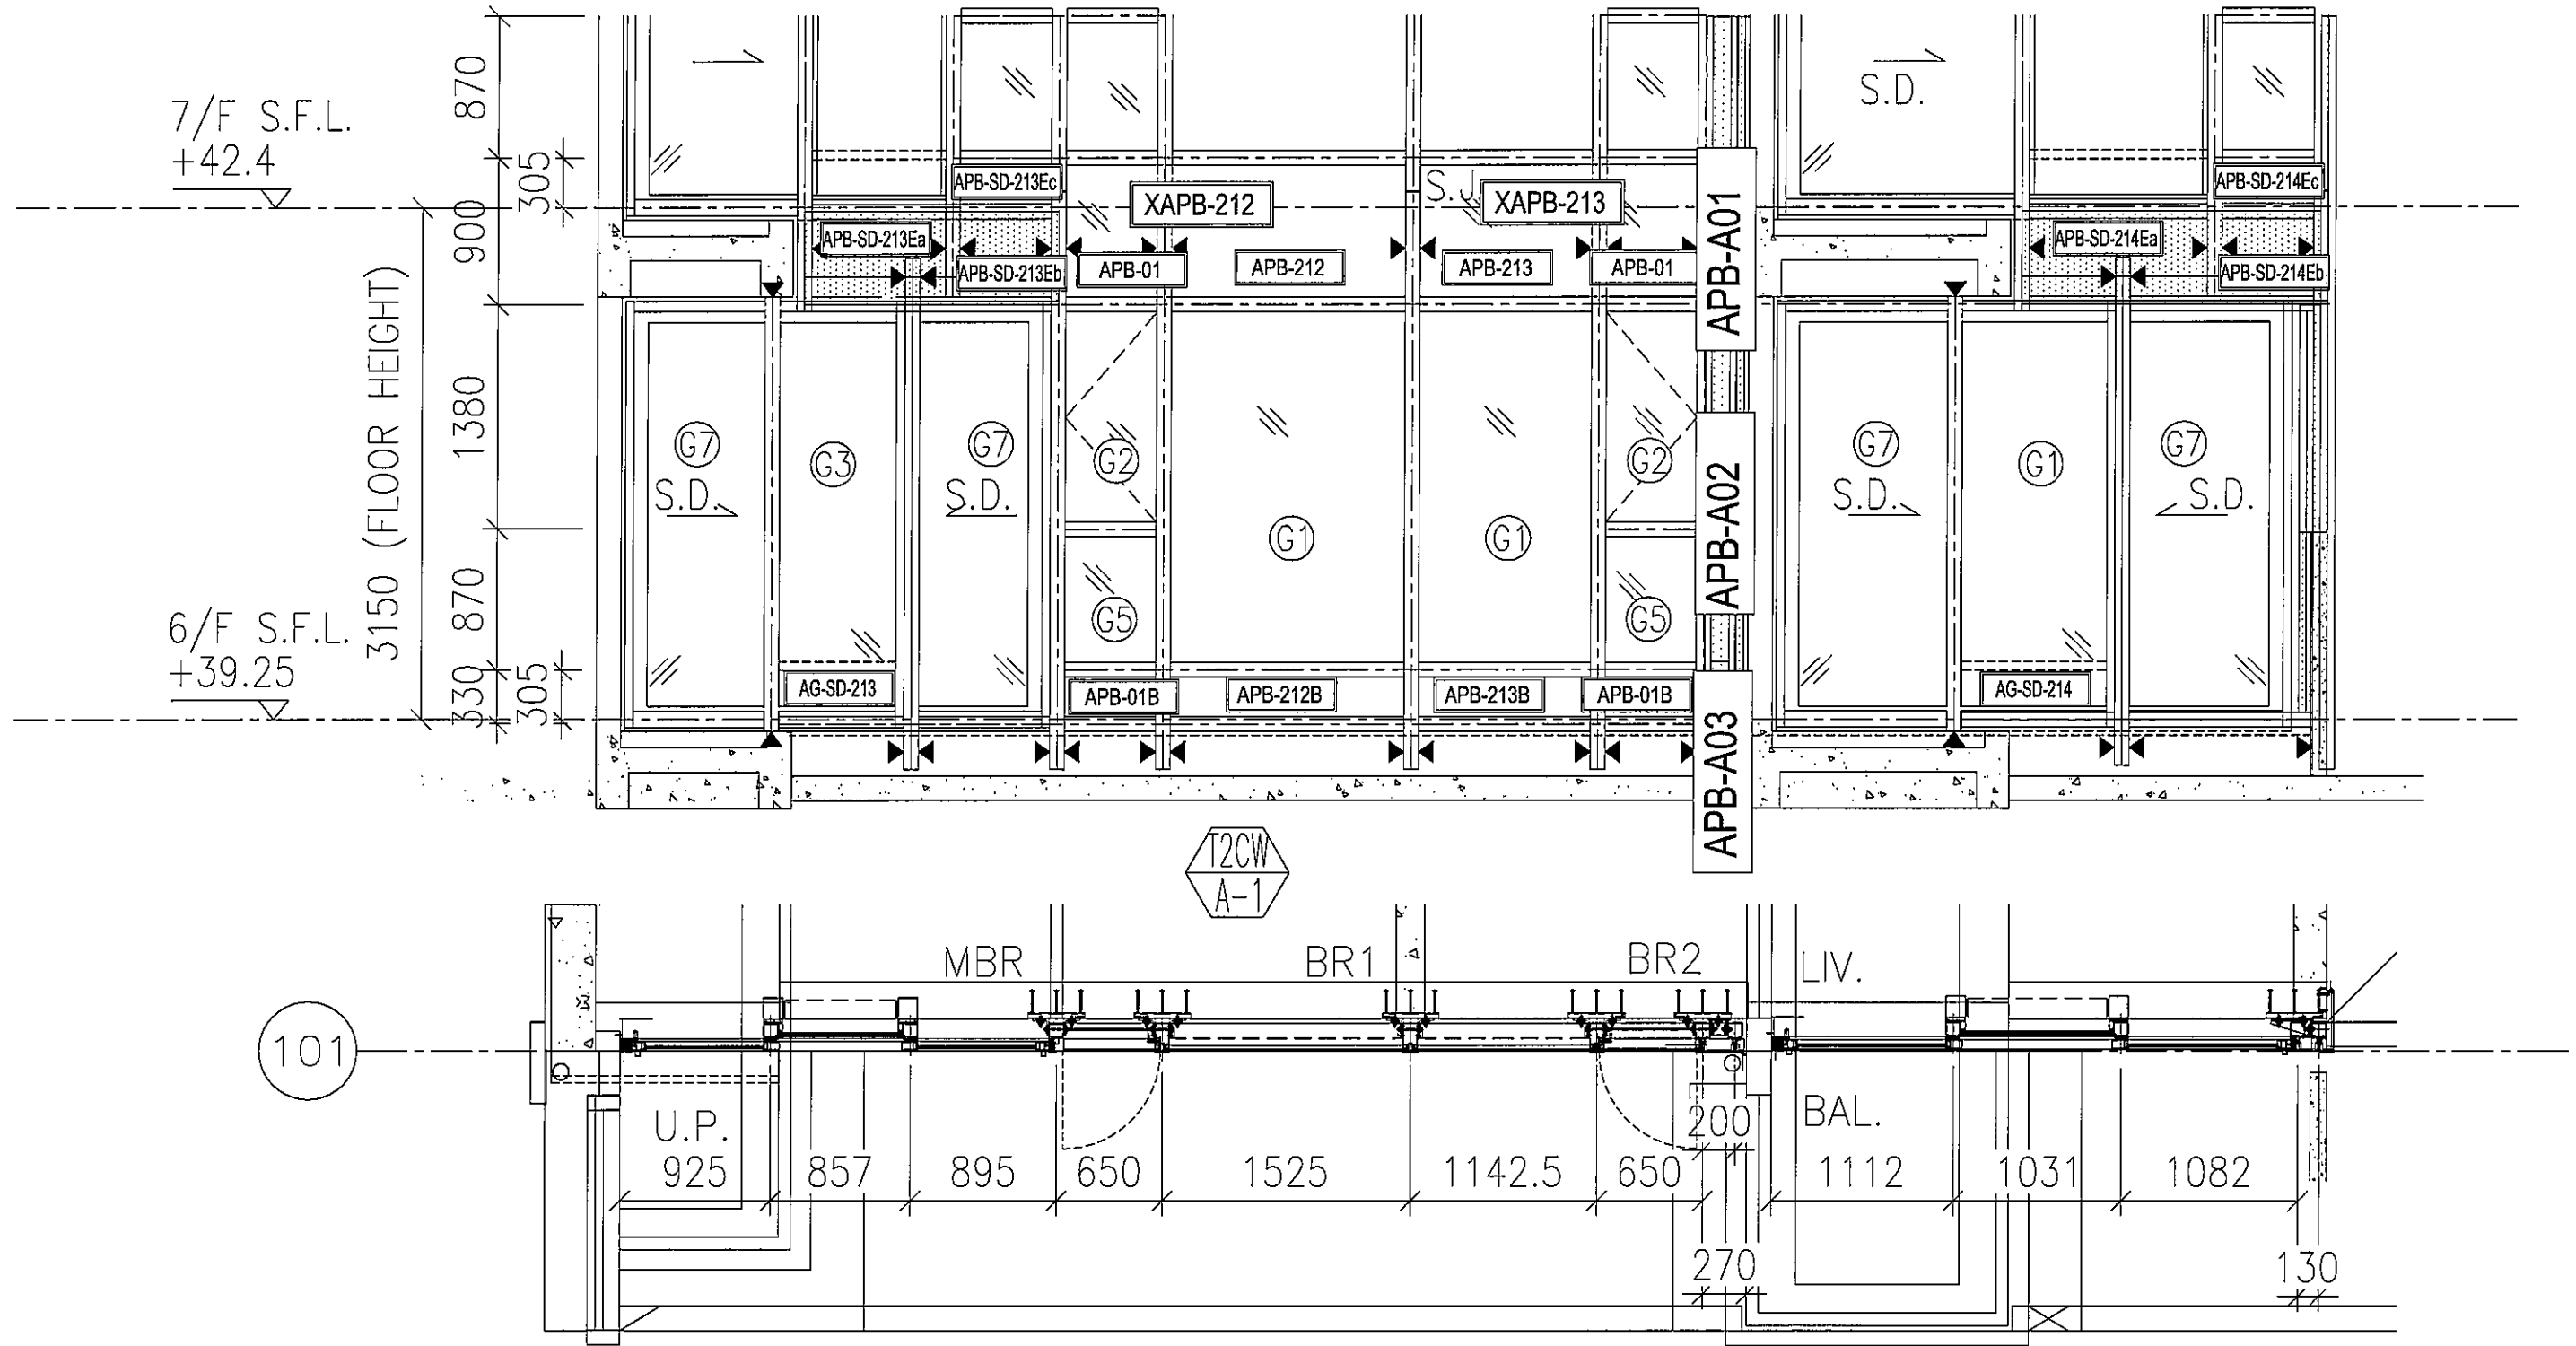 870
7/F S.F.L.
+42.4
305
900
S.D.
APB-SD-213Ec
XAPB-212
S.J.
XAPB-213
APB-A01
APB-SD-214Ec
APB-SD-213Ea
APB-SD-213Eb
APB-01
APB-212
APB-213
APB-01
APB-SD-214Ea
APB-SD-214Eb
3150 (FLOOR HEIGHT)
1380
G7
S.D.
G3
G7
S.D.
G2
G1
G1
G2
APB-A02
G7
S.D.
G1
G7
S.D.
870
G5
G5
6/F S.F.L.
+39.25
330
305
AG-SD-213
APB-01B
APB-212B
APB-213B
APB-01B
APB-A03
AG-SD-214
T2CW
A-1
MBR
BR1
BR2
LIV.
101
U.P.
BAL.
200
925
857
895
650
1525
1142.5
650
1112
1031
1082
270
130